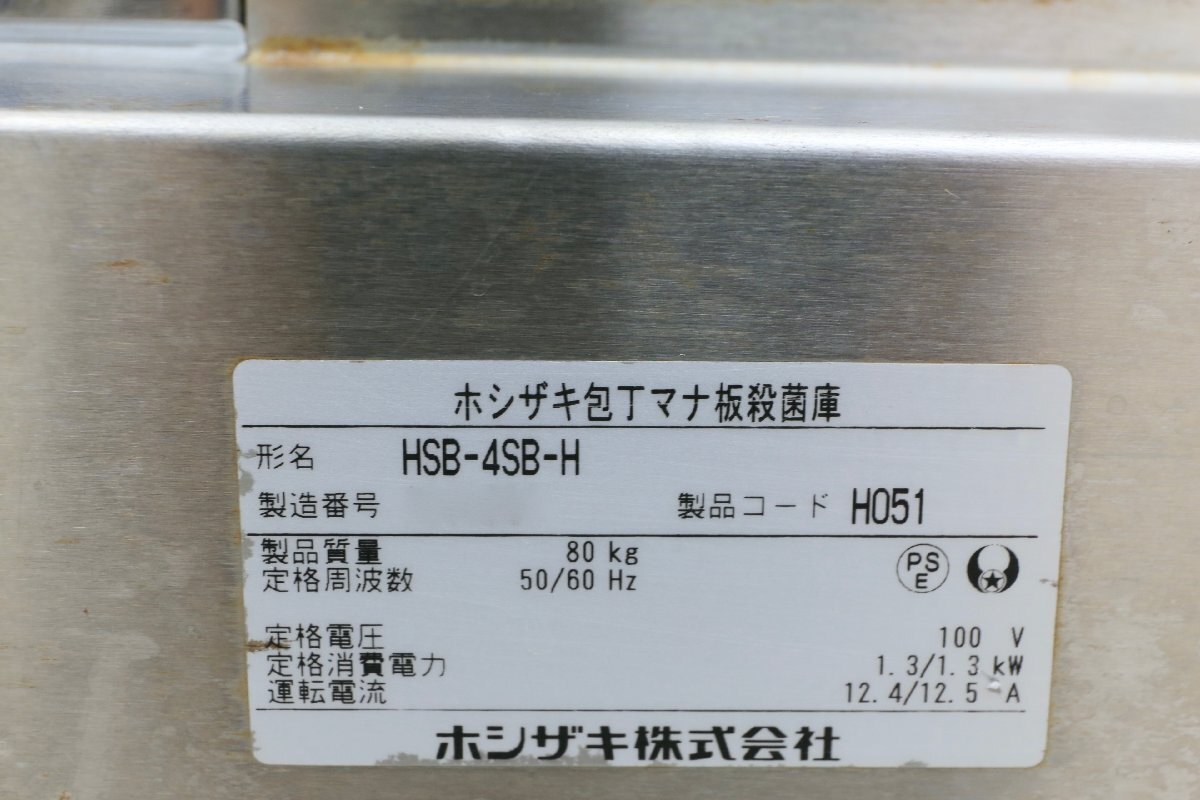 ホシザキ包丁マナ板殺菌庫
形名 HSB-4SB-H
製造番号 製品コード H051
製品質量 80 kg
定格周波数 50/60 Hz
PS
E
定格電圧 100 V
定格消費電力 1.3/1.3 kW
運転電流 12.4/12.5 A
ホシザキ株式会社